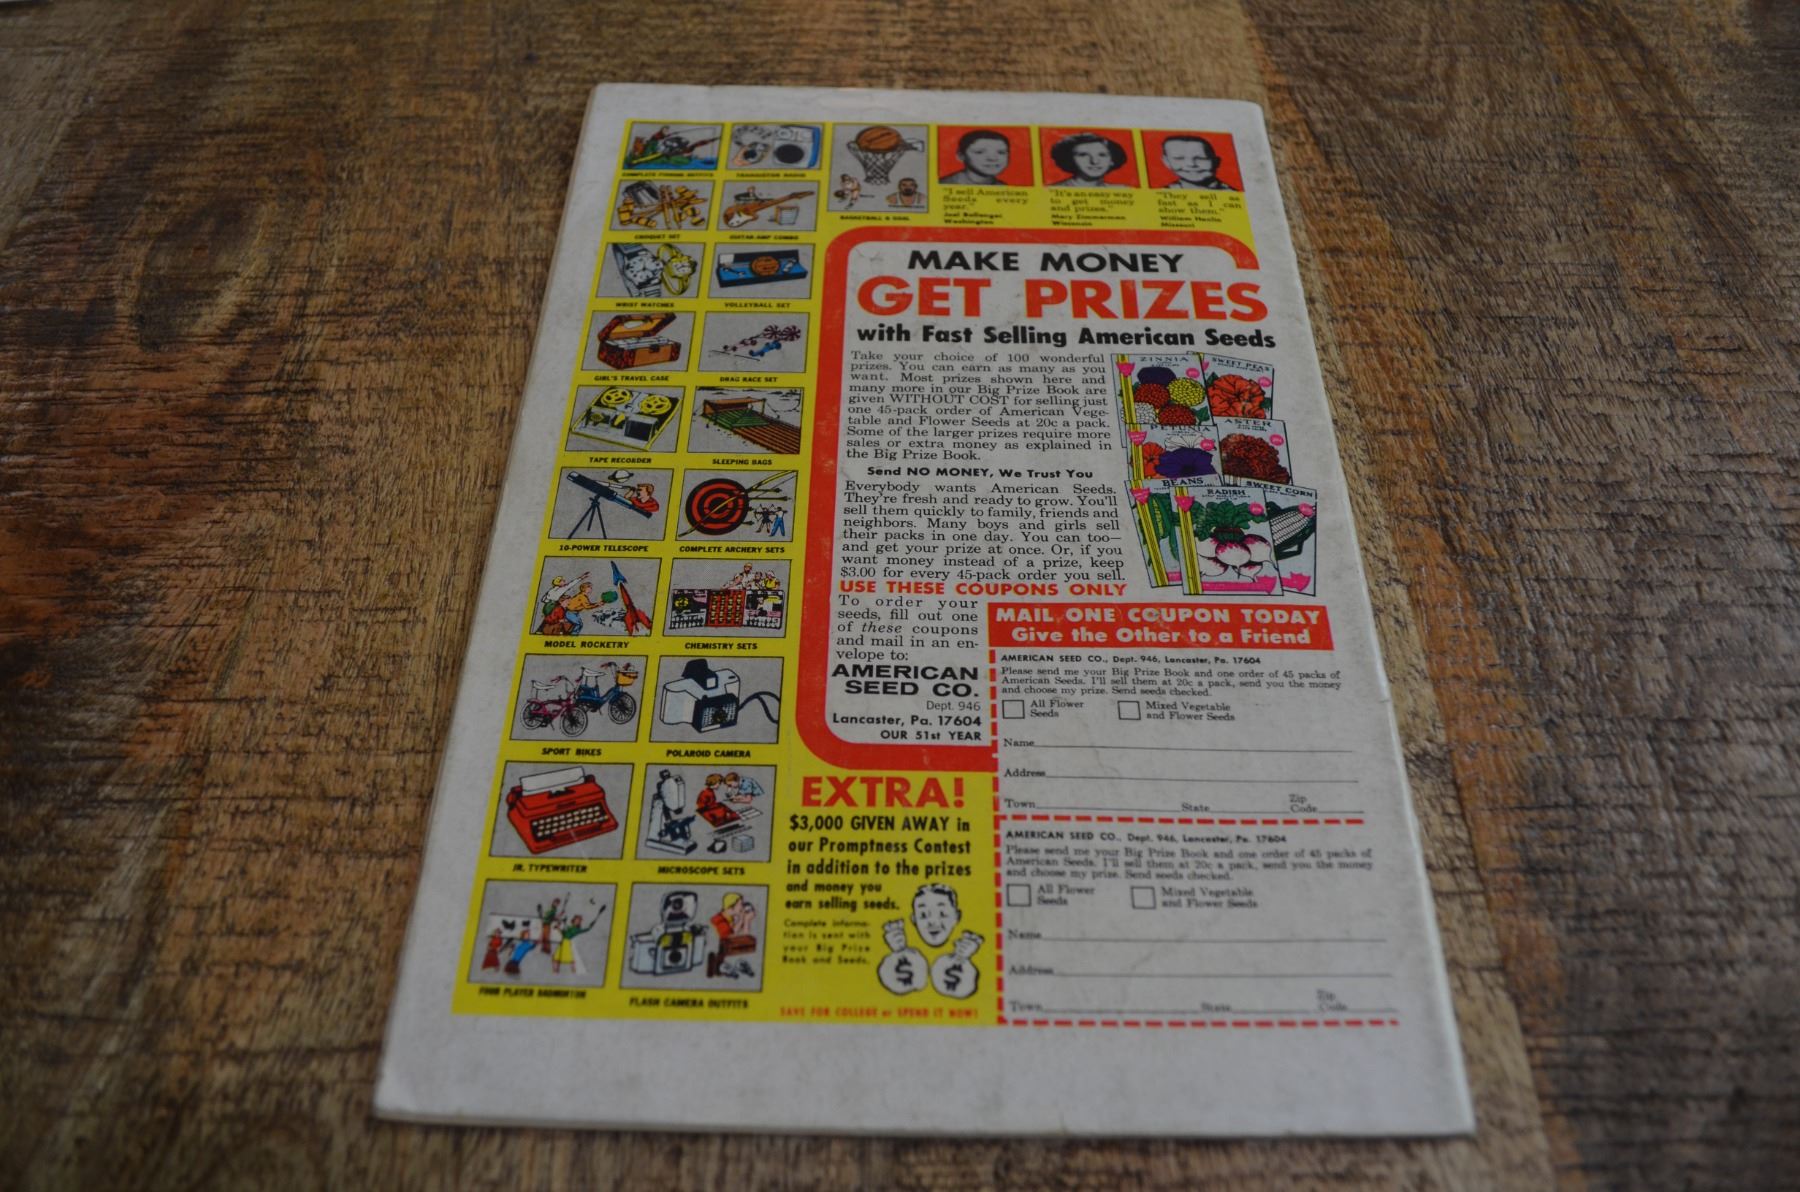 COMPLETE FISHING OUTFITS
TRANSISTOR RADIO
BASKETBALL & GOAL
CROQUET SET
GUITAR-AMP COMBO
WRIST WATCHES
VOLLEYBALL SET
GIRL'S TRAVEL CASE
DRAG RACE SET
TAPE RECORDER
SLEEPING BAGS
10-POWER TELESCOPE
COMPLETE ARCHERY SETS
MODEL ROCKETRY
CHEMISTRY SETS
SPORT BIKES
POLAROID CAMERA
JR. TYPEWRITER
MICROSCOPE SETS
FOUR PLAYER BADMINTON
FLASH CAMERA OUTFITS
"I sell American
Seeds every
year."
Joel Bellanger
Washington
"It's an easy way
to get money
and prizes."
Mary Zimmerman
Wisconsin
"They sell as
fast as I can
show them."
William Heslin
Missouri
MAKE MONEY
GET PRIZES
with Fast Selling American Seeds
Take your choice of 100 wonderful
prizes. You can earn as many as you
want. Most prizes shown here and
many more in our Big Prize Book are
given WITHOUT COST for selling just
one 45-pack order of American Vege-
table and Flower Seeds at 20c a pack.
Some of the larger prizes require more
sales or extra money as explained in
the Big Prize Book.
Send NO MONEY, We Trust You
Everybody wants American Seeds.
They're fresh and ready to grow. You'll
sell them quickly to family, friends and
neighbors. Many boys and girls sell
their packs in one day. You can too—
and get your prize at once. Or, if you
want money instead of a prize, keep
$3.00 for every 45-pack order you sell.
USE THESE COUPONS ONLY
ZINNIA
SWEET PEAS
PETUNIA
ASTER
BEANS
RADISH
SWEET CORN
To order your
seeds, fill out one
of these coupons
and mail in an en-
velope to:
AMERICAN
SEED CO.
Dept. 946
Lancaster, Pa. 17604
OUR 51st YEAR
MAIL ONE COUPON TODAY
Give the Other to a Friend
AMERICAN SEED CO., Dept. 946, Lancaster, Pa. 17604
Please send me your Big Prize Book and one order of 45 packs of
American Seeds. I'll sell them at 20c a pack, send you the money
and choose my prize. Send seeds checked.
All Flower
Seeds
Mixed Vegetable
and Flower Seeds
Name
Address
Town State Zip Code
AMERICAN SEED CO., Dept. 946, Lancaster, Pa. 17604
Please send me your Big Prize Book and one order of 45 packs of
American Seeds. I'll sell them at 20c a pack, send you the money
and choose my prize. Send seeds checked.
All Flower
Seeds
Mixed Vegetable
and Flower Seeds
Name
Address
Town State Zip Code
EXTRA!
$3,000 GIVEN AWAY in
our Promptness Contest
in addition to the prizes
and money you
earn selling seeds.
Complete informa-
tion is sent with
your Big Prize
Book and Seeds.
$ $
SAVE FOR COLLEGE or SPEND IT NOW!